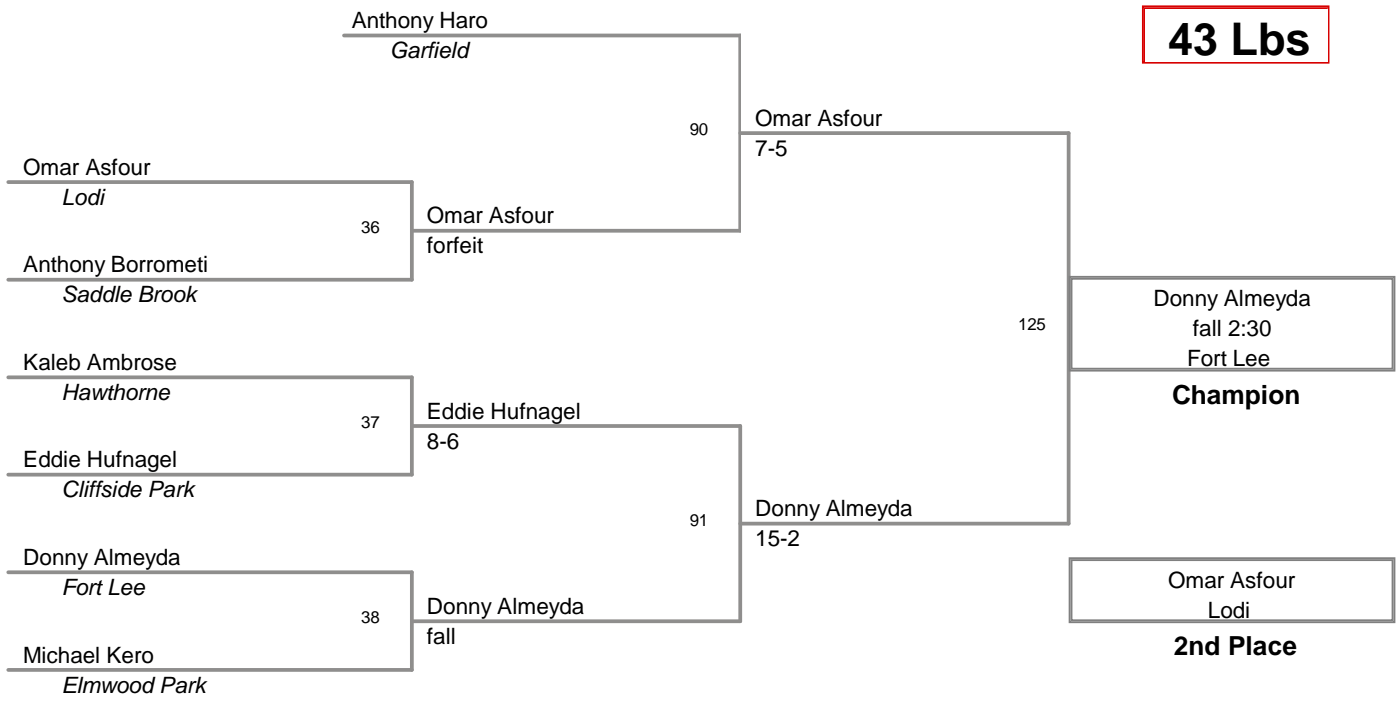 Anthony Haro
Garfield
43 Lbs
90
Omar Asfour
7-5
Omar Asfour
Lodi
36
Omar Asfour
forfeit
Anthony Borrometi
Saddle Brook
125
Donny Almeyda
fall 2:30
Fort Lee
Champion
Kaleb Ambrose
Hawthorne
37
Eddie Hufnagel
8-6
Eddie Hufnagel
Cliffside Park
91
Donny Almeyda
15-2
Donny Almeyda
Fort Lee
38
Donny Almeyda
fall
Michael Kero
Elmwood Park
Omar Asfour
Lodi
2nd Place